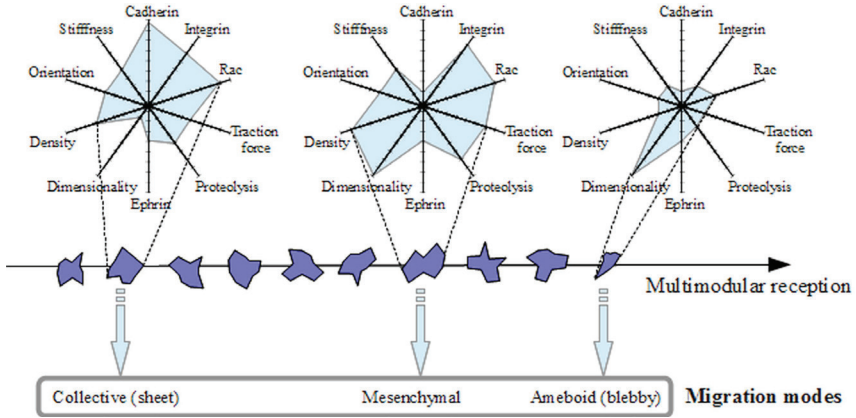 Cadherin
Stifffness
Integrin
Orientation
Rac
Density
Traction
force
Dimensionality
Proteolysis
Ephrin
Cadherin
Stifffness
Integrin
Orientation
Rac
Density
Traction
force
Dimensionality
Proteolysis
Ephrin
Cadherin
Stifffness
Integrin
Orientation
Rac
Density
Traction
force
Dimensionality
Proteolysis
Ephrin
Multimodular reception
Collective (sheet)
Mesenchymal
Ameboid (blebby)
Migration modes